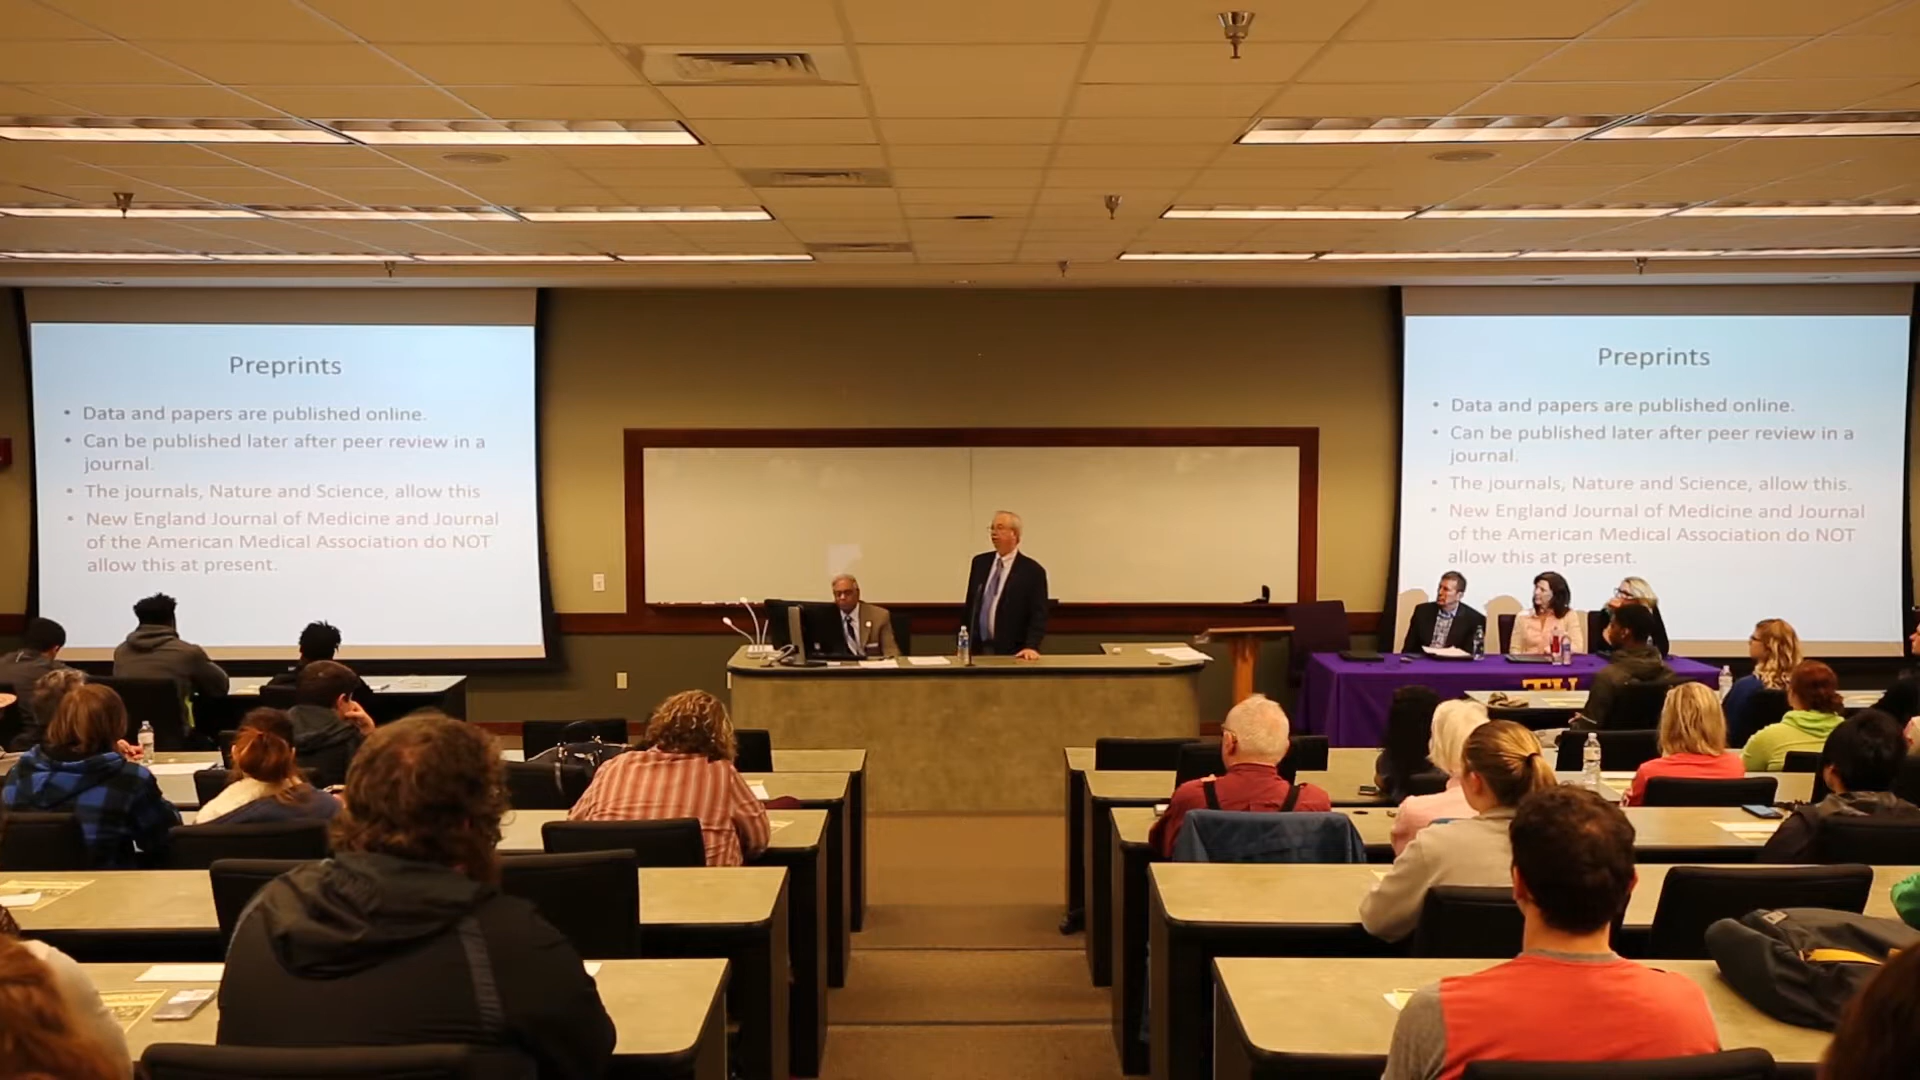 Preprints
• Data and papers are published online.
• Can be published later after peer review in a
journal.
• The journals, Nature and Science, allow this
• New England Journal of Medicine and Journal
of the American Medical Association do NOT
allow this at present.
Preprints
• Data and papers are published online.
• Can be published later after peer review in a
journal.
• The journals, Nature and Science, allow this.
• New England Journal of Medicine and Journal
of the American Medical Association do NOT
allow this at present.